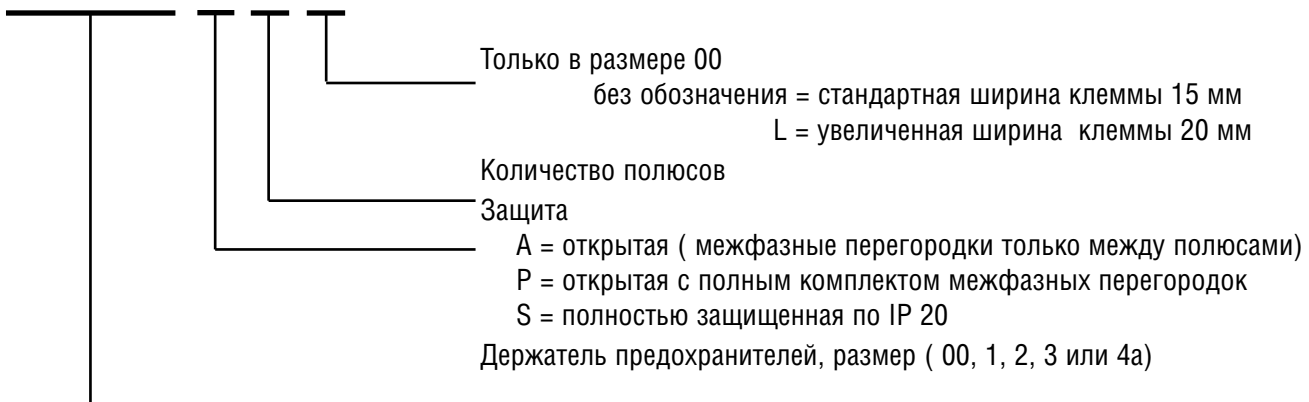 Только в размере 00
без обозначения = стандартная ширина клеммы 15 мм
L = увеличенная ширина клеммы 20 мм
Количество полюсов
Защита
A = открытая ( межфазные перегородки только между полюсами)
P = открытая с полным комплектом межфазных перегородок
S = полностью защищенная по IP 20
Держатель предохранителей, размер ( 00, 1, 2, 3 или 4a)